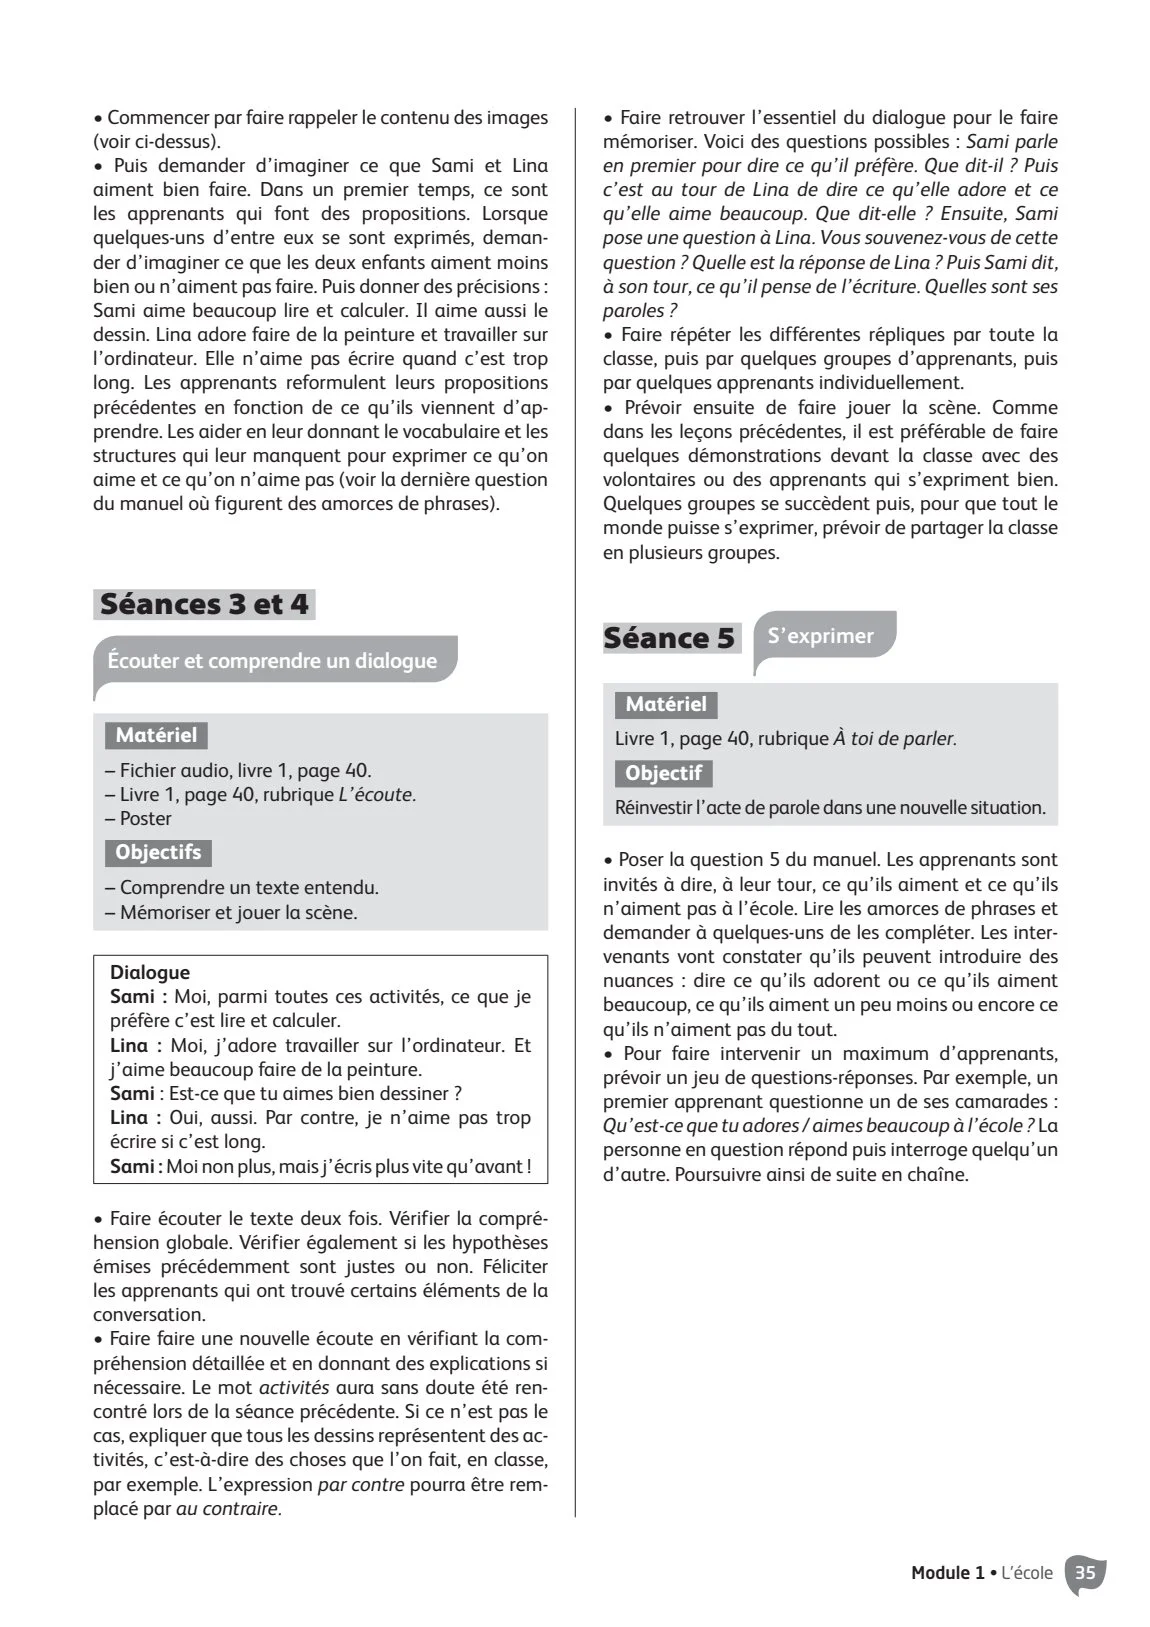 • Commencer par faire rappeler le contenu des images
(voir ci-dessus).
• Puis demander d’imaginer ce que Sami et Lina
aiment bien faire. Dans un premier temps, ce sont
les apprenants qui font des propositions. Lorsque
quelques-uns d’entre eux se sont exprimés, deman-
der d’imaginer ce que les deux enfants aiment moins
bien ou n’aiment pas faire. Puis donner des précisions :
Sami aime beaucoup lire et calculer. Il aime aussi le
dessin. Lina adore faire de la peinture et travailler sur
l’ordinateur. Elle n’aime pas écrire quand c’est trop
long. Les apprenants reformulent leurs propositions
précédentes en fonction de ce qu’ils viennent d’ap-
prendre. Les aider en leur donnant le vocabulaire et les
structures qui leur manquent pour exprimer ce qu’on
aime et ce qu’on n’aime pas (voir la dernière question
du manuel où figurent des amorces de phrases).
Séances 3 et 4
Écouter et comprendre un dialogue
Matériel
– Fichier audio, livre 1, page 40.
– Livre 1, page 40, rubrique L’écoute.
– Poster
Objectifs
– Comprendre un texte entendu.
– Mémoriser et jouer la scène.
Dialogue
Sami : Moi, parmi toutes ces activités, ce que je
préfère c’est lire et calculer.
Lina : Moi, j’adore travailler sur l’ordinateur. Et
j’aime beaucoup faire de la peinture.
Sami : Est-ce que tu aimes bien dessiner ?
Lina : Oui, aussi. Par contre, je n’aime pas trop
écrire si c’est long.
Sami : Moi non plus, mais j’écris plus vite qu’avant !
• Faire écouter le texte deux fois. Vérifier la compré-
hension globale. Vérifier également si les hypothèses
émises précédemment sont justes ou non. Féliciter
les apprenants qui ont trouvé certains éléments de la
conversation.
• Faire faire une nouvelle écoute en vérifiant la com-
préhension détaillée et en donnant des explications si
nécessaire. Le mot activités aura sans doute été ren-
contré lors de la séance précédente. Si ce n’est pas le
cas, expliquer que tous les dessins représentent des ac-
tivités, c’est-à-dire des choses que l’on fait, en classe,
par exemple. L’expression par contre pourra être rem-
placé par au contraire.
• Faire retrouver l’essentiel du dialogue pour le faire
mémoriser. Voici des questions possibles : Sami parle
en premier pour dire ce qu’il préfère. Que dit-il ? Puis
c’est au tour de Lina de dire ce qu’elle adore et ce
qu’elle aime beaucoup. Que dit-elle ? Ensuite, Sami
pose une question à Lina. Vous souvenez-vous de cette
question ? Quelle est la réponse de Lina ? Puis Sami dit,
à son tour, ce qu’il pense de l’écriture. Quelles sont ses
paroles ?
• Faire répéter les différentes répliques par toute la
classe, puis par quelques groupes d’apprenants, puis
par quelques apprenants individuellement.
• Prévoir ensuite de faire jouer la scène. Comme
dans les leçons précédentes, il est préférable de faire
quelques démonstrations devant la classe avec des
volontaires ou des apprenants qui s’expriment bien.
Quelques groupes se succèdent puis, pour que tout le
monde puisse s’exprimer, prévoir de partager la classe
en plusieurs groupes.
Séance 5 S’exprimer
Matériel
Livre 1, page 40, rubrique À toi de parler.
Objectif
Réinvestir l’acte de parole dans une nouvelle situation.
• Poser la question 5 du manuel. Les apprenants sont
invités à dire, à leur tour, ce qu’ils aiment et ce qu’ils
n’aiment pas à l’école. Lire les amorces de phrases et
demander à quelques-uns de les compléter. Les inter-
venants vont constater qu’ils peuvent introduire des
nuances : dire ce qu’ils adorent ou ce qu’ils aiment
beaucoup, ce qu’ils aiment un peu moins ou encore ce
qu’ils n’aiment pas du tout.
• Pour faire intervenir un maximum d’apprenants,
prévoir un jeu de questions-réponses. Par exemple, un
premier apprenant questionne un de ses camarades :
Qu’est-ce que tu adores / aimes beaucoup à l’école ? La
personne en question répond puis interroge quelqu’un
d’autre. Poursuivre ainsi de suite en chaîne.
Module 1 • L’école 35